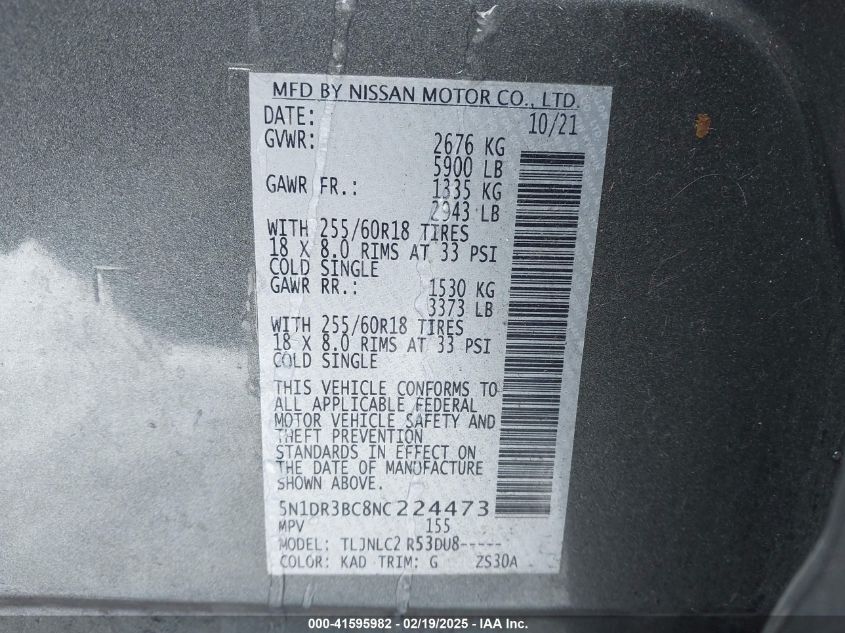 MFD BY NISSAN MOTOR CO., LTD.
DATE: 10/21
GVWR: 2676 KG
5900 LB
GAWR FR.: 1335 KG
2943 LB
WITH 255/60R18 TIRES
18 X 8.0 RIMS AT 33 PSI
COLD SINGLE
GAWR RR.: 1530 KG
3373 LB
WITH 255/60R18 TIRES
18 X 8.0 RIMS AT 33 PSI
COLD SINGLE
THIS VEHICLE CONFORMS TO
ALL APPLICABLE FEDERAL
MOTOR VEHICLE SAFETY AND
THEFT PREVENTION
STANDARDS IN EFFECT ON
THE DATE OF MANUFACTURE
SHOWN ABOVE.
5N1DR3BC8NC224473
MPV 155
MODEL: TLJNLC2 R53DU8-----
COLOR: KAD TRIM: G ZS30A
000-41595982 - 02/19/2025 - IAA Inc.